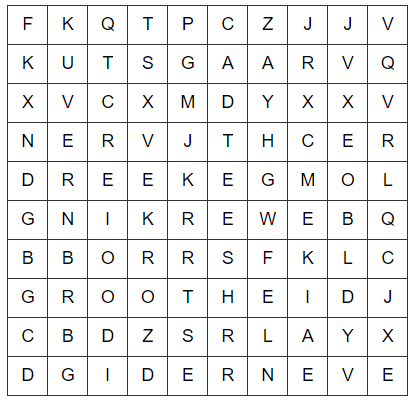 F K Q T P C Z J J V
K U T S G A A R V Q
X V C X M D Y X X V
N E R V J T H C E R
D R E E K E G M O L
G N I K R E W E B Q
B B O R R S F K L C
G R O O T H E I D J
C B D Z S R L A Y X
D G I D E R N E V E